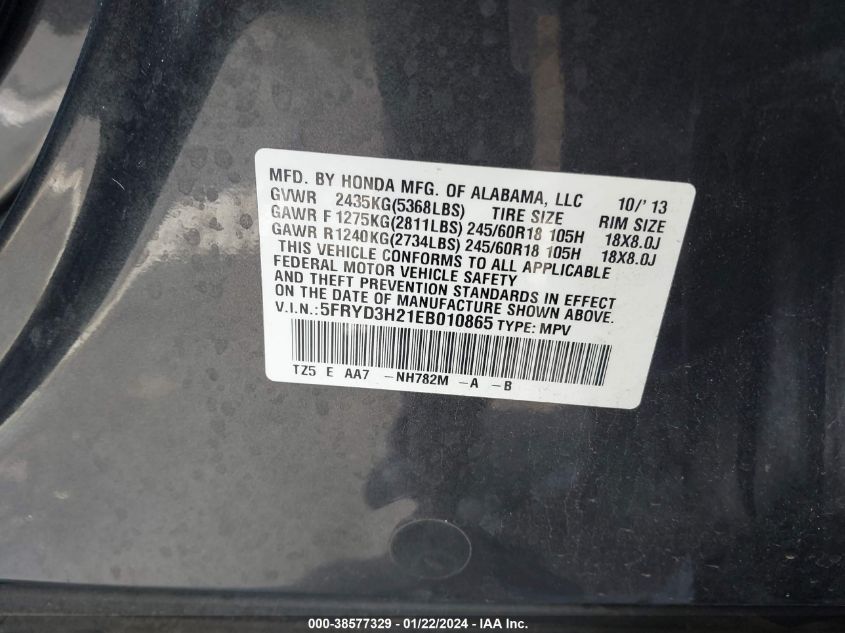 MFD. BY HONDA MFG. OF ALABAMA, LLC 10/'13
GVWR 2435KG(5368LBS) TIRE SIZE RIM SIZE
GAWR F 1275KG(2811LBS) 245/60R18 105H 18X8.0J
GAWR R1240KG(2734LBS) 245/60R18 105H 18X8.0J
THIS VEHICLE CONFORMS TO ALL APPLICABLE
FEDERAL MOTOR VEHICLE SAFETY
AND THEFT PREVENTION STANDARDS IN EFFECT
ON THE DATE OF MANUFACTURE SHOWN ABOVE.
V.I.N.:5FRYD3H21EB010865 TYPE: MPV
TZ5 E AA7 -NH782M -A -B
000-38577329 - 01/22/2024 - IAA Inc.